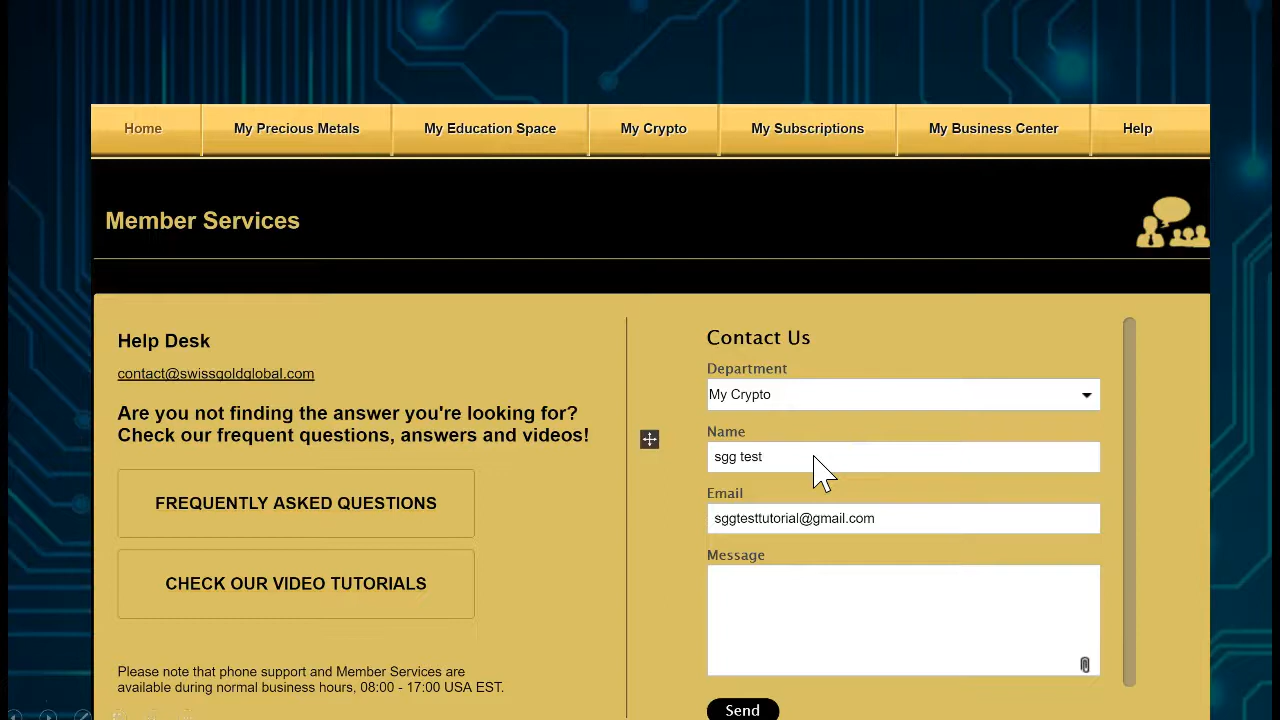 Home
My Precious Metals
My Education Space
My Crypto
My Subscriptions
My Business Center
Help
Member Services
Help Desk
contact@swissgoldglobal.com
Are you not finding the answer you're looking for?
Check our frequent questions, answers and videos!
FREQUENTLY ASKED QUESTIONS
CHECK OUR VIDEO TUTORIALS
Please note that phone support and Member Services are
available during normal business hours, 08:00 - 17:00 USA EST.
Contact Us
Department
My Crypto
Name
sgg test
Email
sggtesttutorial@gmail.com
Message
Send